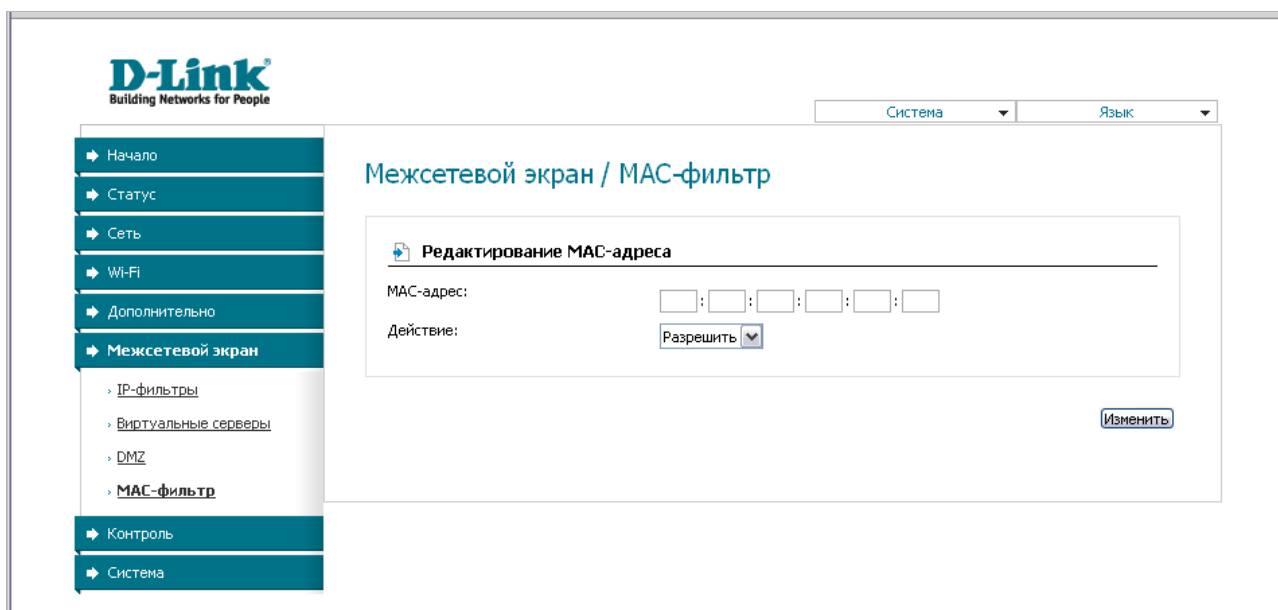 D-Link
Building Networks for People
Система
Язык
Начало
Статус
Сеть
Wi-Fi
Дополнительно
Межсетевой экран
IP-фильтры
Виртуальные серверы
DMZ
MAC-фильтр
Контроль
Система
Межсетевой экран / MAC-фильтр
Редактирование MAC-адреса
MAC-адрес:
: : : : :
Действие:
Разрешить
Изменить